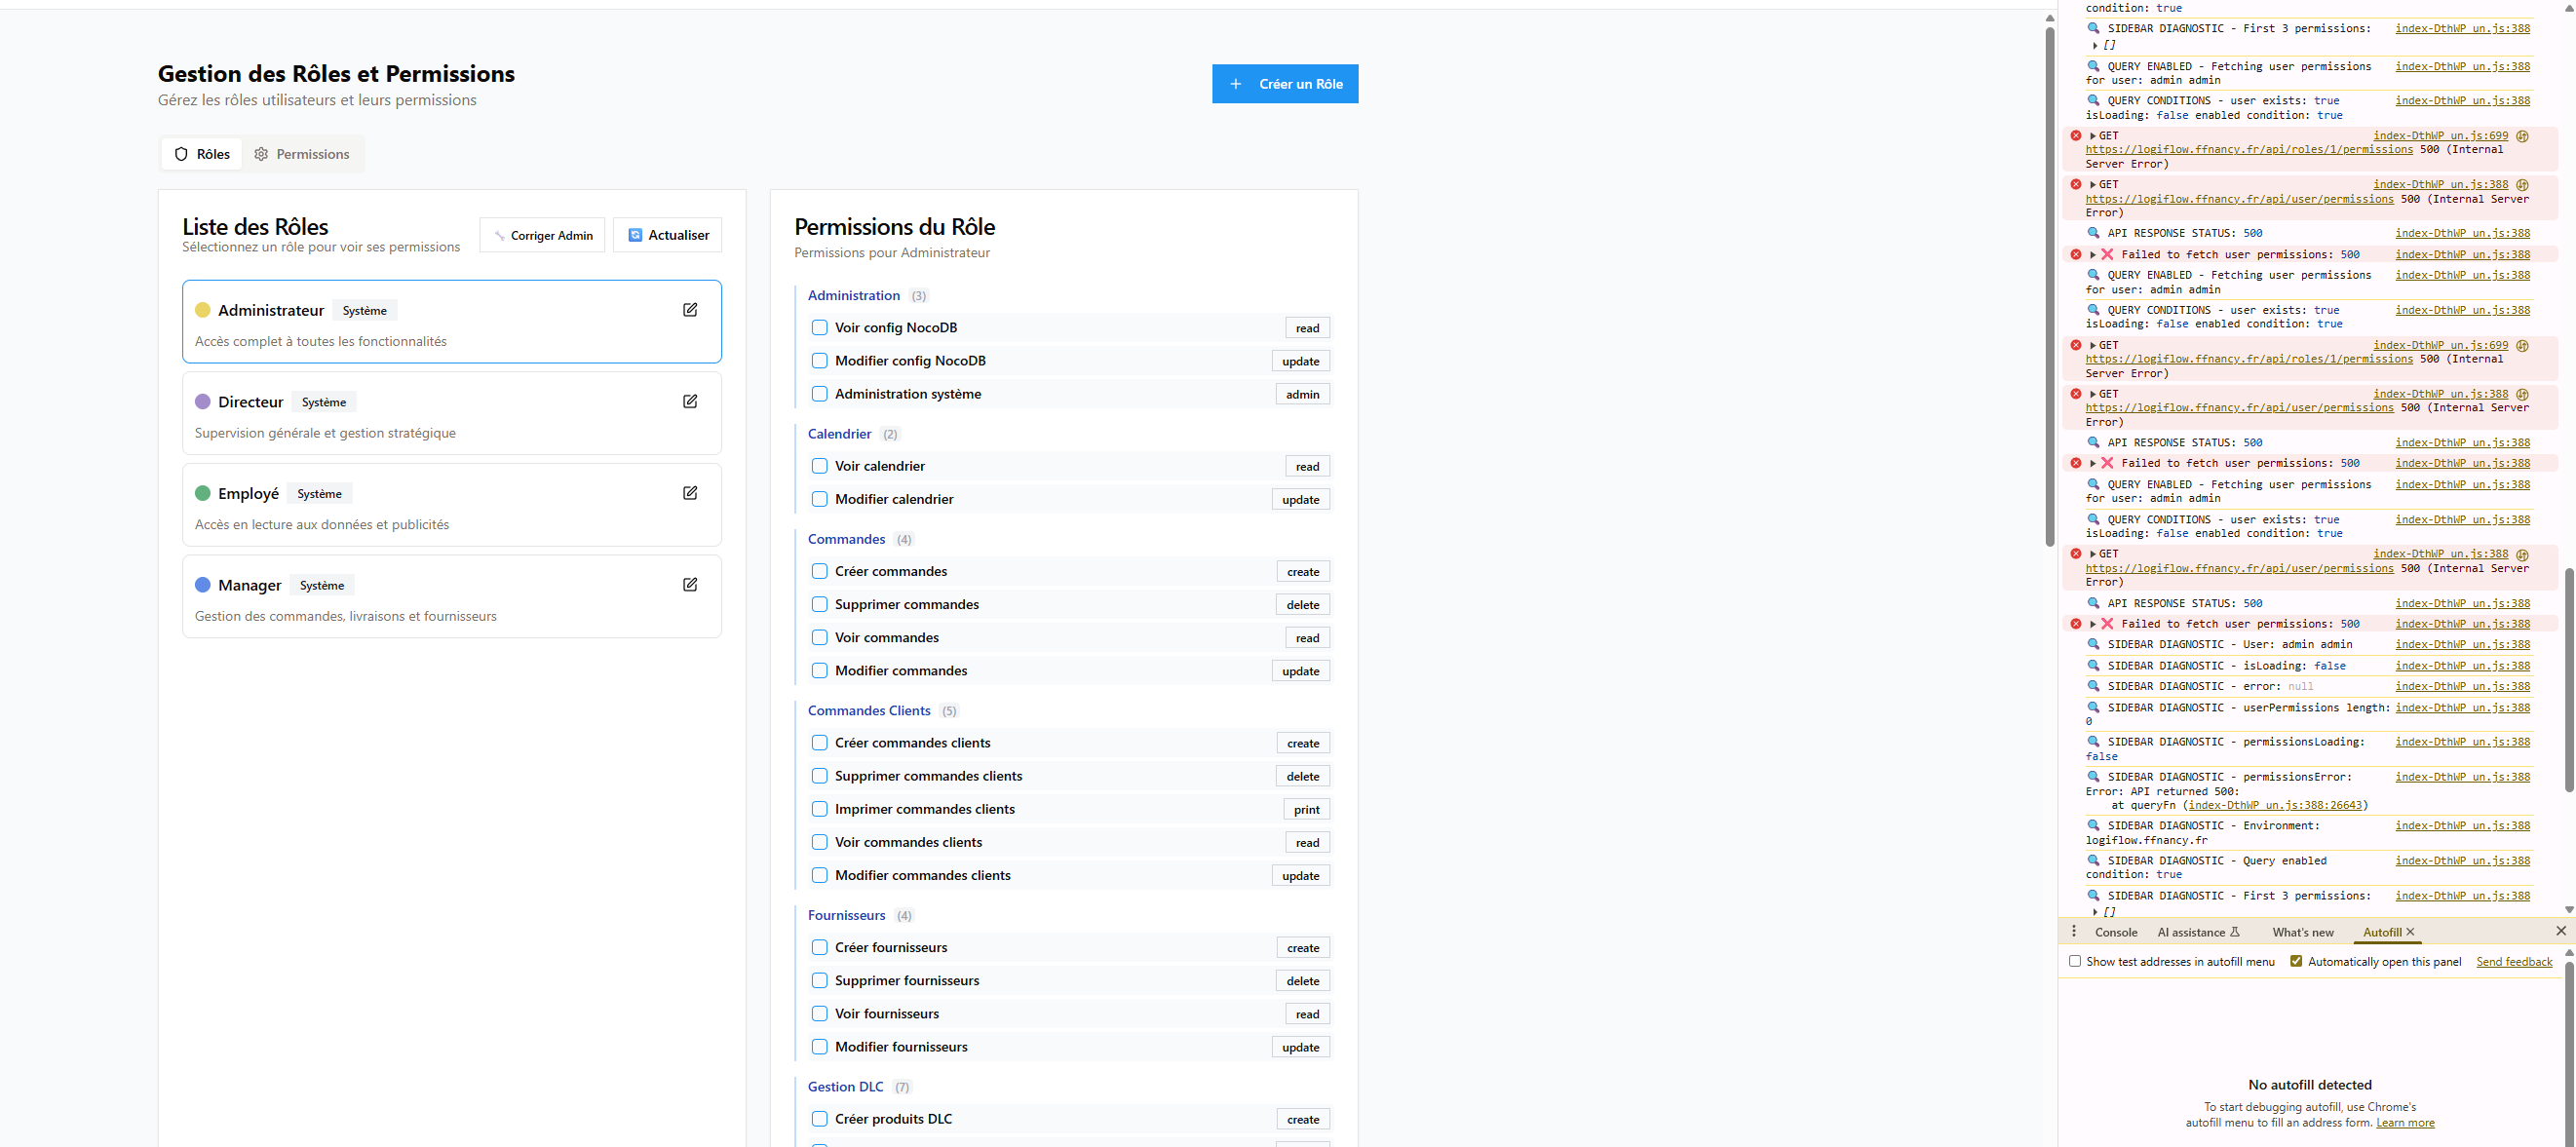 Gestion des Rôles et Permissions
Gérez les rôles utilisateurs et leurs permissions
+ Créer un Rôle
Rôles
Permissions
Liste des Rôles
Sélectionnez un rôle pour voir ses permissions
Corriger Admin
Actualiser
Administrateur Système
Accès complet à toutes les fonctionnalités
Directeur Système
Supervision générale et gestion stratégique
Employé Système
Accès en lecture aux données et publicités
Manager Système
Gestion des commandes, livraisons et fournisseurs
Permissions du Rôle
Permissions pour Administrateur
Administration (3)
Voir config NocoDB read
Modifier config NocoDB update
Administration système admin
Calendrier (2)
Voir calendrier read
Modifier calendrier update
Commandes (4)
Créer commandes create
Supprimer commandes delete
Voir commandes read
Modifier commandes update
Commandes Clients (5)
Créer commandes clients create
Supprimer commandes clients delete
Imprimer commandes clients print
Voir commandes clients read
Modifier commandes clients update
Fournisseurs (4)
Créer fournisseurs create
Supprimer fournisseurs delete
Voir fournisseurs read
Modifier fournisseurs update
Gestion DLC (7)
Créer produits DLC create
condition: true
SIDEBAR DIAGNOSTIC - First 3 permissions: index-DthWP_un.js:388
[]
QUERY ENABLED - Fetching user permissions index-DthWP_un.js:388
for user: admin admin
QUERY CONDITIONS - user exists: true index-DthWP_un.js:388
isLoading: false enabled condition: true
GET index-DthWP_un.js:699
https://logiflow.ffnancy.fr/api/roles/1/permissions 500 (Internal
Server Error)
GET index-DthWP_un.js:388
https://logiflow.ffnancy.fr/api/user/permissions 500 (Internal Server
Error)
API RESPONSE STATUS: 500 index-DthWP_un.js:388
❌ Failed to fetch user permissions: 500 index-DthWP_un.js:388
QUERY ENABLED - Fetching user permissions index-DthWP_un.js:388
for user: admin admin
QUERY CONDITIONS - user exists: true index-DthWP_un.js:388
isLoading: false enabled condition: true
GET index-DthWP_un.js:699
https://logiflow.ffnancy.fr/api/roles/1/permissions 500 (Internal
Server Error)
GET index-DthWP_un.js:388
https://logiflow.ffnancy.fr/api/user/permissions 500 (Internal Server
Error)
API RESPONSE STATUS: 500 index-DthWP_un.js:388
❌ Failed to fetch user permissions: 500 index-DthWP_un.js:388
QUERY ENABLED - Fetching user permissions index-DthWP_un.js:388
for user: admin admin
QUERY CONDITIONS - user exists: true index-DthWP_un.js:388
isLoading: false enabled condition: true
GET index-DthWP_un.js:388
https://logiflow.ffnancy.fr/api/user/permissions 500 (Internal Server
Error)
API RESPONSE STATUS: 500 index-DthWP_un.js:388
❌ Failed to fetch user permissions: 500 index-DthWP_un.js:388
SIDEBAR DIAGNOSTIC - User: admin admin index-DthWP_un.js:388
SIDEBAR DIAGNOSTIC - isLoading: false index-DthWP_un.js:388
SIDEBAR DIAGNOSTIC - error: null index-DthWP_un.js:388
SIDEBAR DIAGNOSTIC - userPermissions length: index-DthWP_un.js:388
0
SIDEBAR DIAGNOSTIC - permissionsLoading: index-DthWP_un.js:388
false
SIDEBAR DIAGNOSTIC - permissionsError: index-DthWP_un.js:388
Error: API returned 500:
at queryFn (index-DthWP_un.js:388:26643)
SIDEBAR DIAGNOSTIC - Environment: index-DthWP_un.js:388
logiflow.ffnancy.fr
SIDEBAR DIAGNOSTIC - Query enabled index-DthWP_un.js:388
condition: true
SIDEBAR DIAGNOSTIC - First 3 permissions: index-DthWP_un.js:388
[]
Console AI assistance What's new Autofill
Show test addresses in autofill menu Automatically open this panel Send feedback
No autofill detected
To start debugging autofill, use Chrome's
autofill menu to fill an address form. Learn more